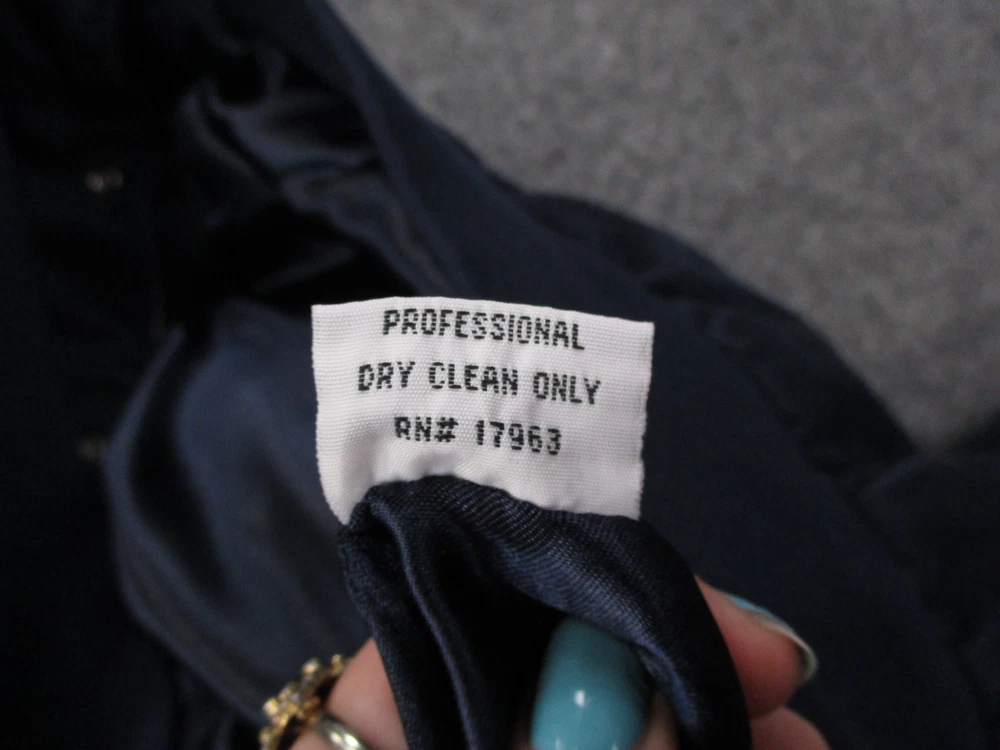 PROFESSIONAL
DRY CLEAN ONLY
RN# 17963